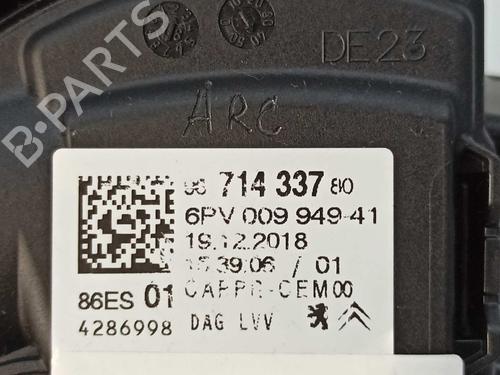 DE23
ARC
B-PARTS
98 714 337 80
6PV 009 949-41
19.12.2018
15:39:06 / 01
86ES 01 CAPPR-CEM00
4286998 DAG LVV